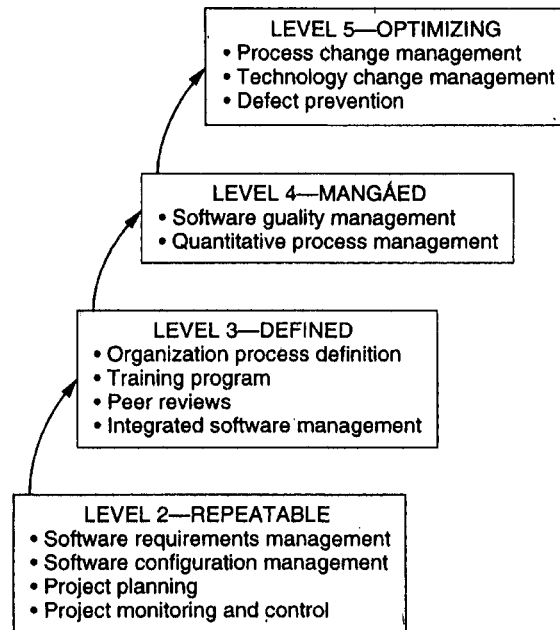 LEVEL 5—OPTIMIZING
• Process change management
• Technology change management
• Defect prevention
LEVEL 4—MANGÁED
• Software guality management
• Quantitative process management
LEVEL 3—DEFINED
• Organization process definition
• Training program
• Peer reviews
• Integrated software management
LEVEL 2—REPEATABLE
• Software requirements management
• Software configuration management
• Project planning
• Project monitoring and control